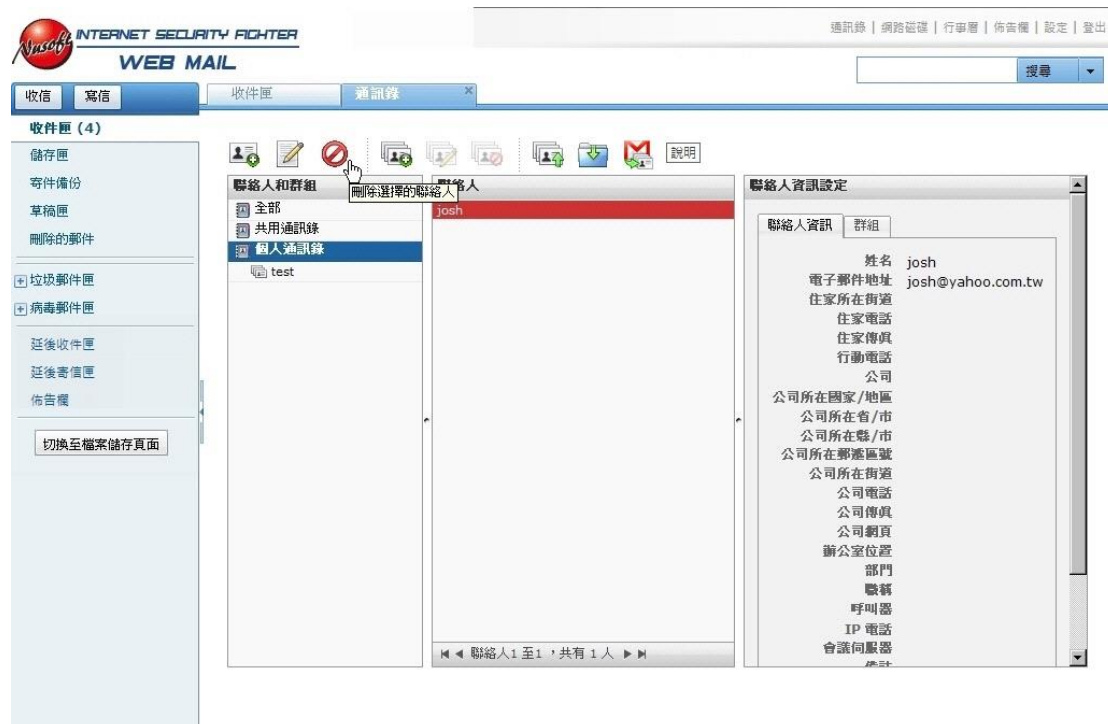 Nusoft INTERNET SECURITY FIGHTER
WEB MAIL
通訊錄 | 網路磁碟 | 行事曆 | 佈告欄 | 設定 | 登出
搜尋
收信 寫信
收件匣 通訊錄 ×
收件匣 (4)
儲存匣
寄件備份
草稿匣
刪除的郵件
垃圾郵件匣
病毒郵件匣
延後收件匣
延後寄信匣
佈告欄
切換至檔案儲存頁面
說明
刪除選擇的聯絡人
聯絡人和群組
全部
共用通訊錄
個人通訊錄
test
聯絡人
josh
聯絡人1 至1 ,共有 1 人
聯絡人資訊設定
聯絡人資訊 群組
姓名 josh
電子郵件地址 josh@yahoo.com.tw
住家所在街道
住家電話
住家傳真
行動電話
公司
公司所在國家/地區
公司所在省/市
公司所在縣/市
公司所在郵遞區號
公司所在街道
公司電話
公司傳真
公司網頁
辦公室位置
部門
職稱
呼叫器
IP 電話
會議伺服器